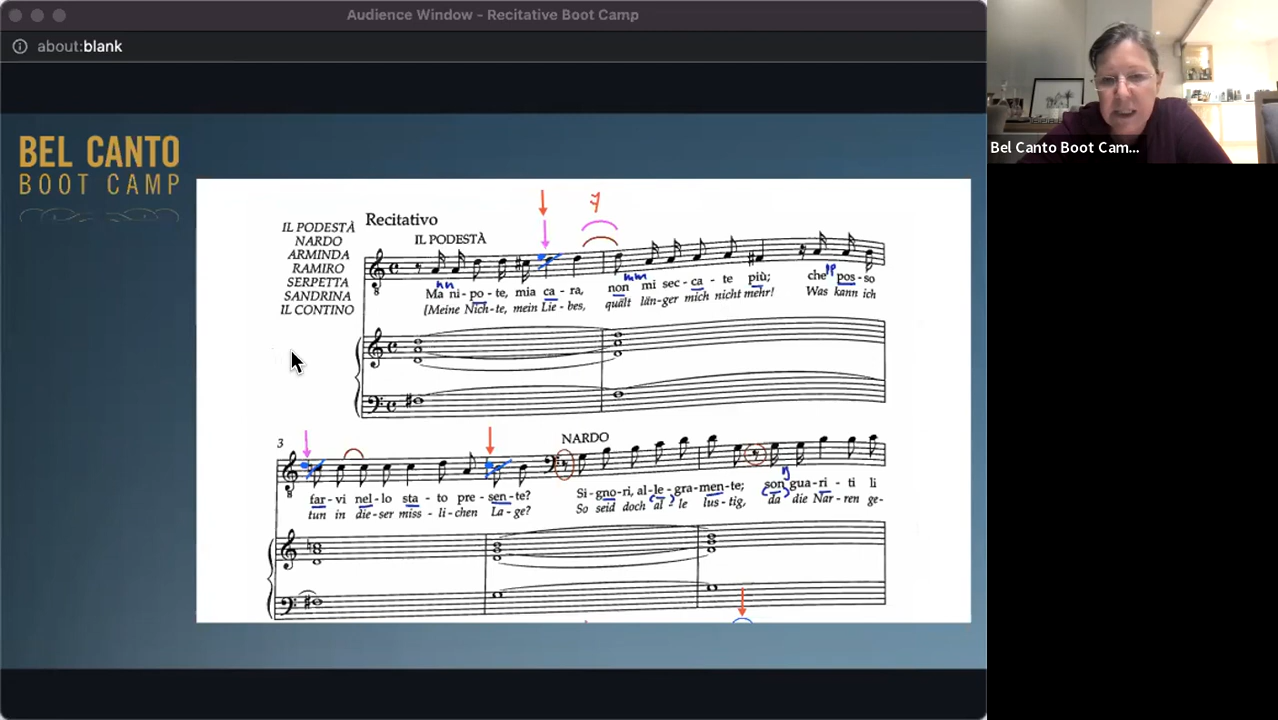 Audience Window - Recitative Boot Camp
about:blank
BEL CANTO
BOOT CAMP
Bel Canto Boot Cam...
IL PODESTÀ
NARDO
ARMINDA
RAMIRO
SERPETTA
SANDRINA
IL CONTINO
Recitativo
IL PODESTÀ
8
nn mm pp
Ma ni - po - te, mia ca - ra, non mi sec - ca - te più; che pos - so
(Meine Nich - te, mein Lie - bes, quält län - ger mich nicht mehr! Was kann ich
3
NARDO
8
ŋ
far - vi nel - lo sta - to pre - sen - te? Si - gno - ri, al - le - gra - men - te; son gua - ri - ti li
tun in die - ser miss - li - chen La - ge? So seid doch al - le lus - tig, da die Nar - ren ge -